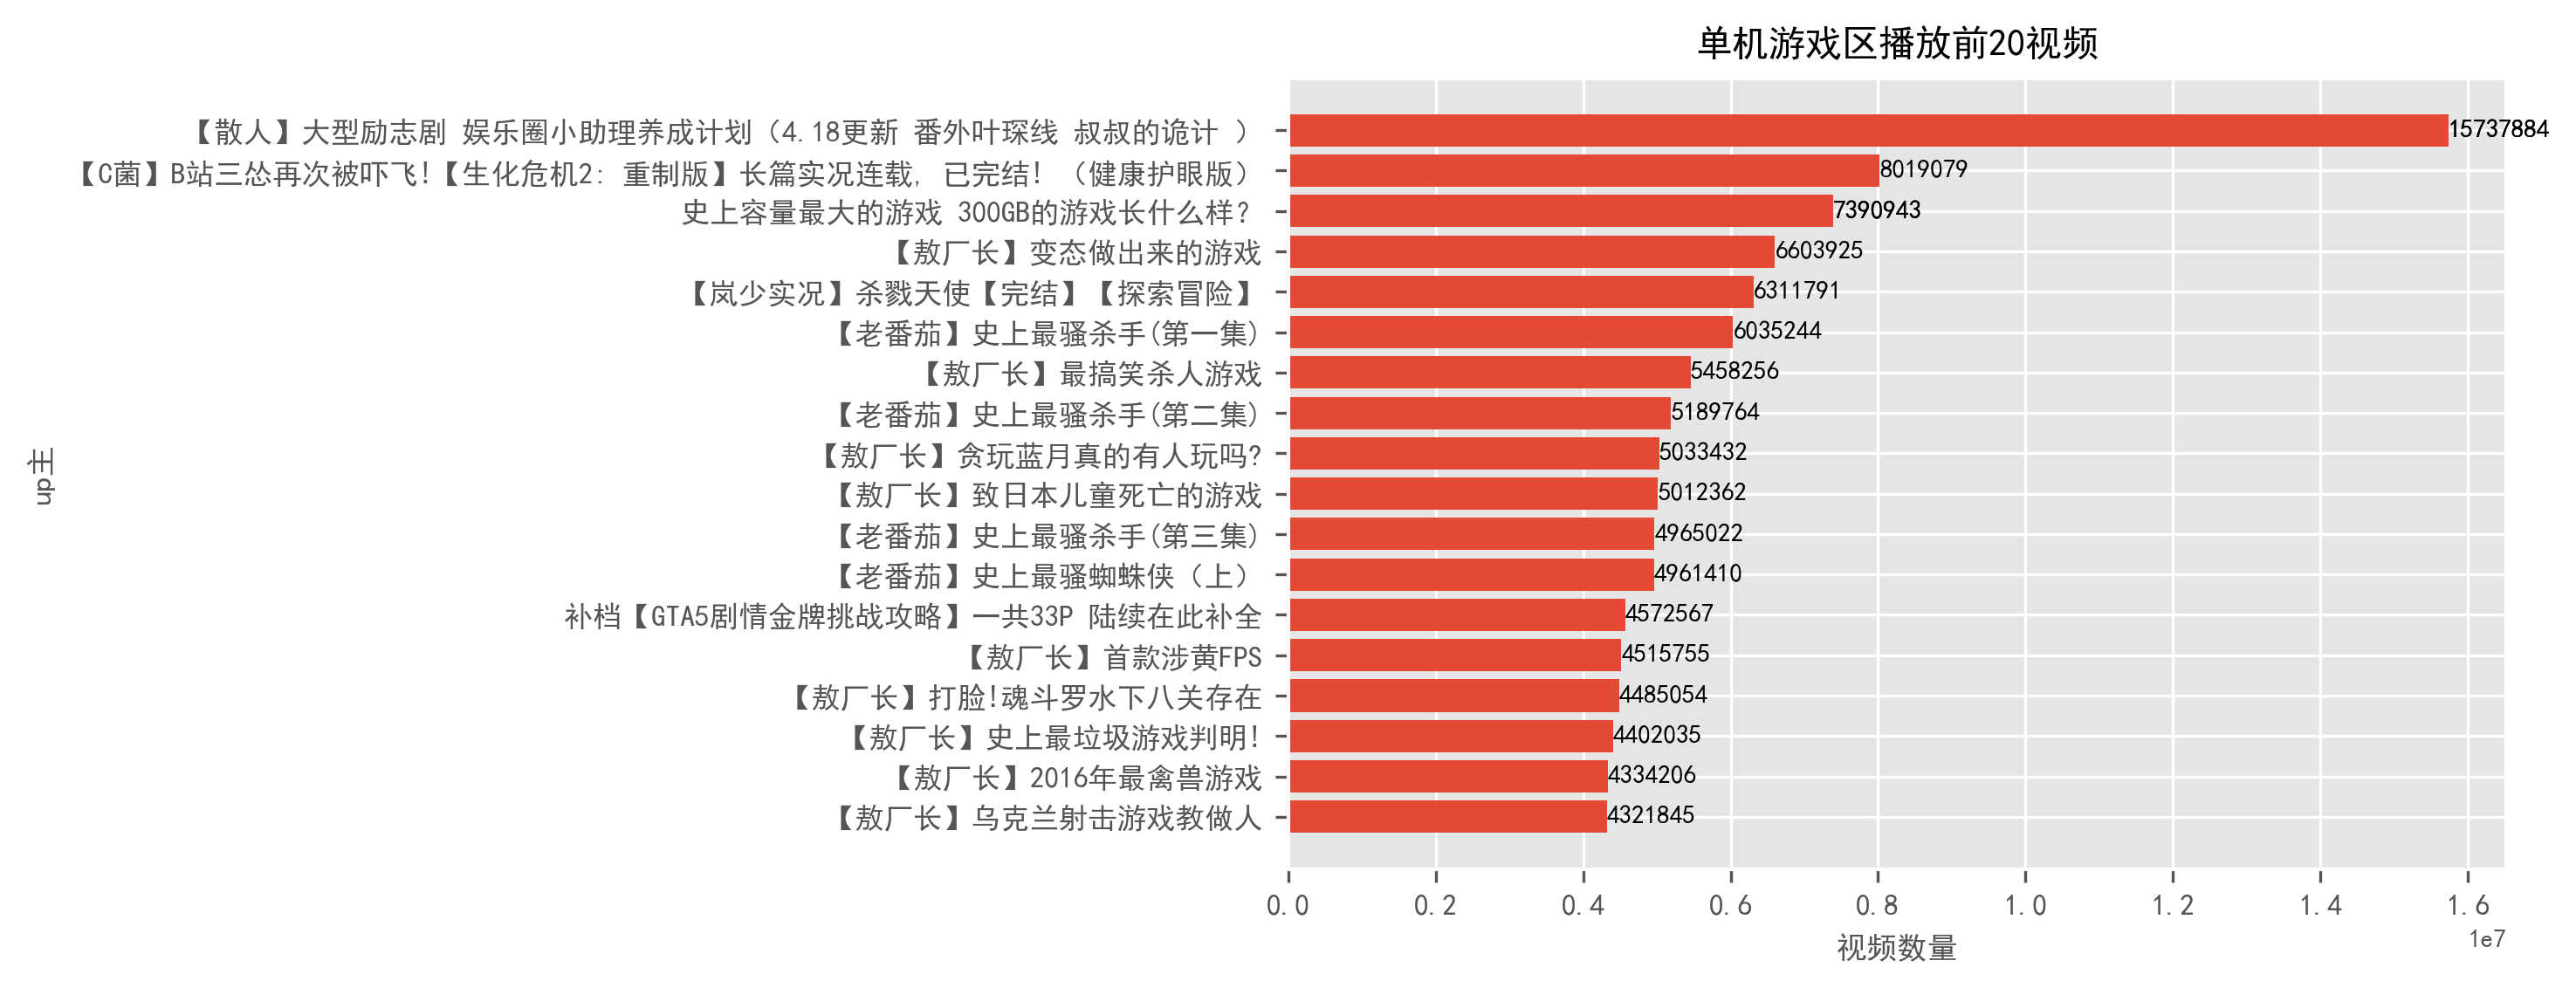 单机游戏区播放前20视频
【散人】大型励志剧 娱乐圈小助理养成计划（4.18更新 番外叶琛线 叔叔的诡计 ）
15737884
【C菌】B站三怂再次被吓飞!【生化危机2: 重制版】长篇实况连载, 已完结! （健康护眼版）
8019079
史上容量最大的游戏 300GB的游戏长什么样？
7390943
【敖厂长】变态做出来的游戏
6603925
【岚少实况】杀戮天使【完结】【探索冒险】
6311791
【老番茄】史上最骚杀手(第一集)
6035244
【敖厂长】最搞笑杀人游戏
5458256
【老番茄】史上最骚杀手(第二集)
5189764
【敖厂长】贪玩蓝月真的有人玩吗?
5033432
【敖厂长】致日本儿童死亡的游戏
5012362
【老番茄】史上最骚杀手(第三集)
4965022
【老番茄】史上最骚蜘蛛侠（上）
4961410
补档【GTA5剧情金牌挑战攻略】一共33P 陆续在此补全
4572567
【敖厂长】首款涉黄FPS
4515755
【敖厂长】打脸!魂斗罗水下八关存在
4485054
【敖厂长】史上最垃圾游戏判明!
4402035
【敖厂长】2016年最禽兽游戏
4334206
【敖厂长】乌克兰射击游戏教做人
4321845
up主
0.0 0.2 0.4 0.6 0.8 1.0 1.2 1.4 1.6
1e7
视频数量